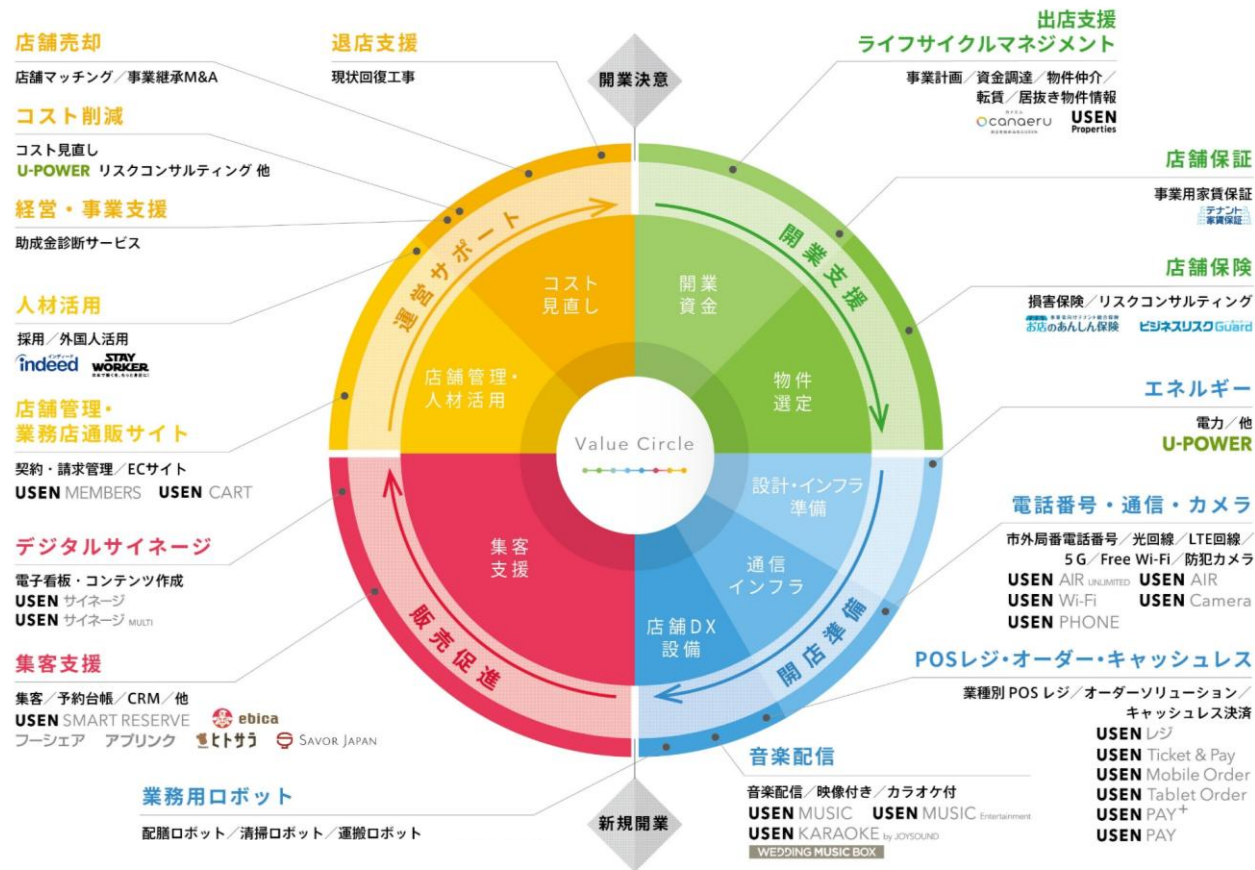 店舗売却
店舗マッチング／事業継承M&A
コスト削減
コスト見直し
U-POWER リスクコンサルティング 他
経営・事業支援
助成金診断サービス
人材活用
採用／外国人活用
インディード
indeed STAY WORKER
店舗管理・
業務店通販サイト
契約・請求管理／ECサイト
USEN MEMBERS USEN CART
デジタルサイネージ
電子看板・コンテンツ作成
USEN サイネージ
USEN サイネージ MULTI
集客支援
集客／予約台帳／CRM／他
USEN SMART RESERVE ebica
フーシェア アプリンク ヒトサラ SAVOR JAPAN
業務用ロボット
配膳ロボット／清掃ロボット／運搬ロボット
退店支援
現状回復工事
開業決意
運営サポート
コスト
見直し
店舗管理・
人材活用
開業支援
開業
資金
物件
選定
Value Circle
設計・インフラ
準備
通信
インフラ
店舗DX
設備
開店準備
集客
支援
販売促進
新規開業
出店支援
ライフサイクルマネジメント
事業計画／資金調達／物件仲介／
転賃／居抜き物件情報
canaeru USEN Properties
店舗保証
事業用家賃保証
テナント
家賃保証
店舗保険
損害保険／リスクコンサルティング
お店のあんしん保険 ビジネスリスクGuard
エネルギー
電力／他
U-POWER
電話番号・通信・カメラ
市外局番電話番号／光回線／LTE回線／
5G／Free Wi-Fi／防犯カメラ
USEN AIR UNLIMITED USEN AIR
USEN Wi-Fi USEN Camera
USEN PHONE
POSレジ・オーダー・キャッシュレス
業種別 POS レジ／オーダーソリューション／
キャッシュレス決済
USEN レジ
USEN Ticket & Pay
USEN Mobile Order
USEN Tablet Order
USEN PAY+
USEN PAY
音楽配信
音楽配信／映像付き／カラオケ付
USEN MUSIC USEN MUSIC Entertainment
USEN KARAOKE by JOYSOUND
WEDDING MUSIC BOX